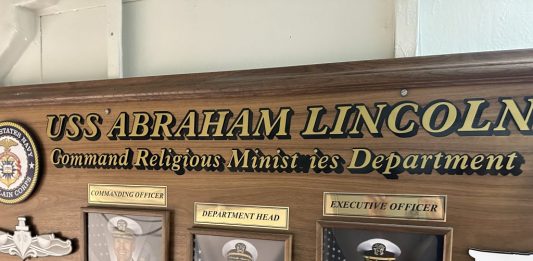 USS ABRAHAM LINCOLN
Command Religious Minist ies Department
COMMANDING OFFICER
DEPARTMENT HEAD
EXECUTIVE OFFICER